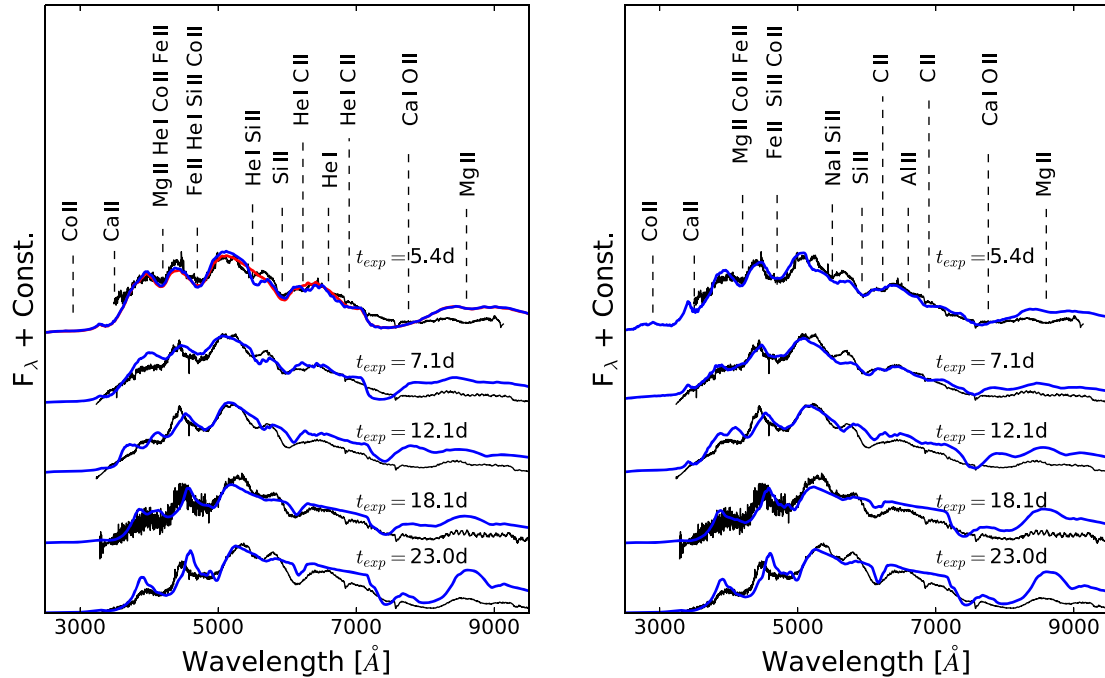 Co II
Ca II
Mg II He I Co II Fe II
Fe II He I Si II Co II
He I Si II
Si II
He I C II
He I
He I C II
Ca I O II
Mg II
t_exp = 5.4d
t_exp = 7.1d
t_exp = 12.1d
t_exp = 18.1d
t_exp = 23.0d
F_λ + Const.
3000 5000 7000 9000
Wavelength [Å]
Co II
Ca II
Mg II Co II Fe II
Fe II Si II Co II
Na I Si II
Si II
C II
Al II
C II
Ca I O II
Mg II
t_exp = 5.4d
t_exp = 7.1d
t_exp = 12.1d
t_exp = 18.1d
t_exp = 23.0d
F_λ + Const.
3000 5000 7000 9000
Wavelength [Å]